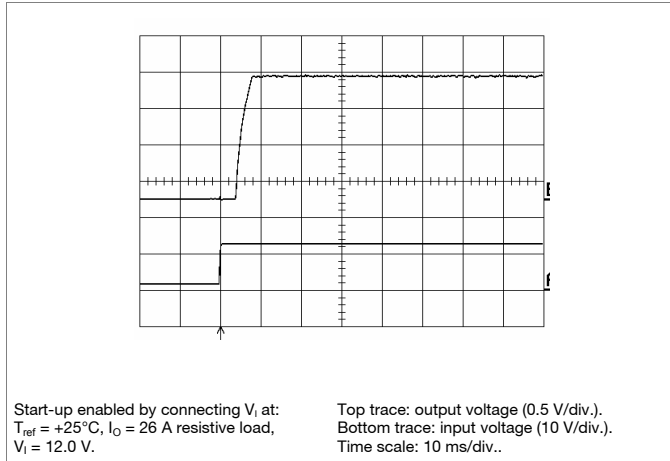 Start-up enabled by connecting VI at:
Tref = +25°C, IO = 26 A resistive load,
VI = 12.0 V.
Top trace: output voltage (0.5 V/div.).
Bottom trace: input voltage (10 V/div.).
Time scale: 10 ms/div..